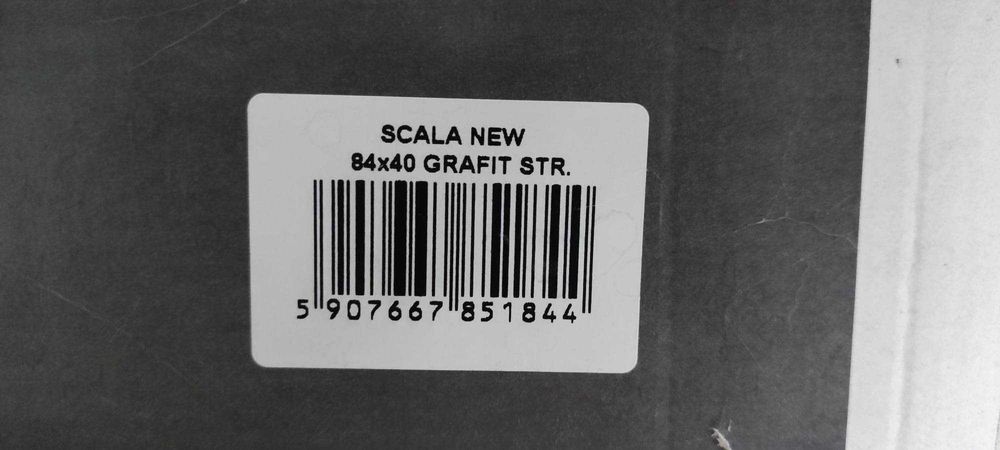 SCALA NEW
84x40 GRAFIT STR.
5 907667 851844